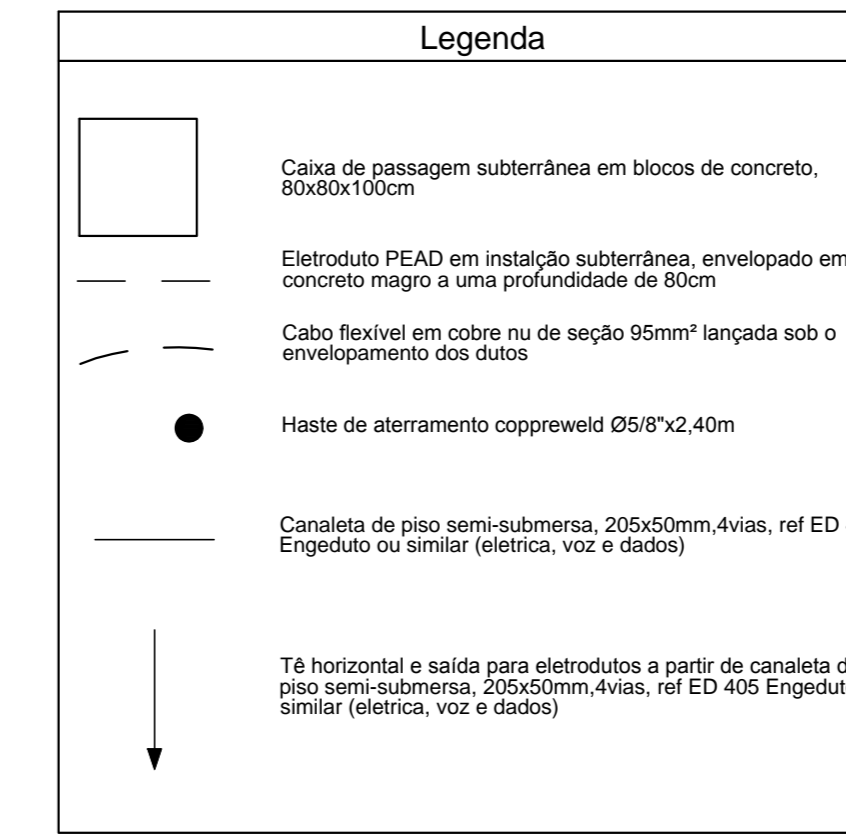 Legenda
Caixa de passagem subterrânea em blocos de concreto,
80x80x100cm
Eletroduto PEAD em instalção subterrânea, envelopado em
concreto magro a uma profundidade de 80cm
Cabo flexível em cobre nu de seção 95mm² lançada sob o
envelopamento dos dutos
Haste de aterramento coppreweld Ø5/8"x2,40m
Canaleta de piso semi-submersa, 205x50mm,4vias, ref ED
Engeduto ou similar (eletrica, voz e dados)
Tê horizontal e saída para eletrodutos a partir de canaleta
piso semi-submersa, 205x50mm,4vias, ref ED 405 Engedut
similar (eletrica, voz e dados)